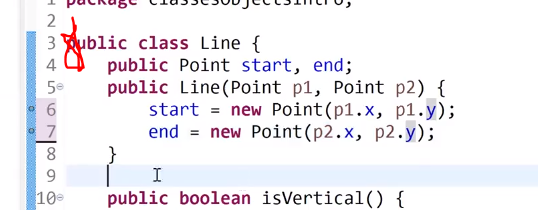 package classesObjectsIntro;
2
3 public class Line {
4 public Point start, end;
5 public Line(Point p1, Point p2) {
6 start = new Point(p1.x, p1.y);
7 end = new Point(p2.x, p2.y);
8 }
9
10 public boolean isVertical() {